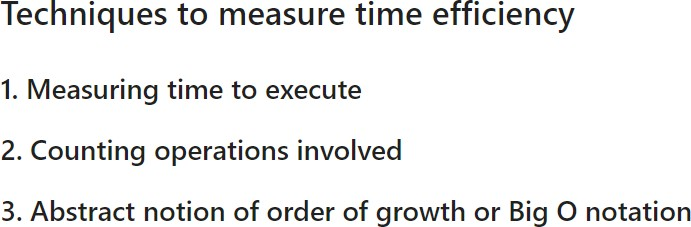 Techniques to measure time efficiency
1. Measuring time to execute
2. Counting operations involved
3. Abstract notion of order of growth or Big O notation